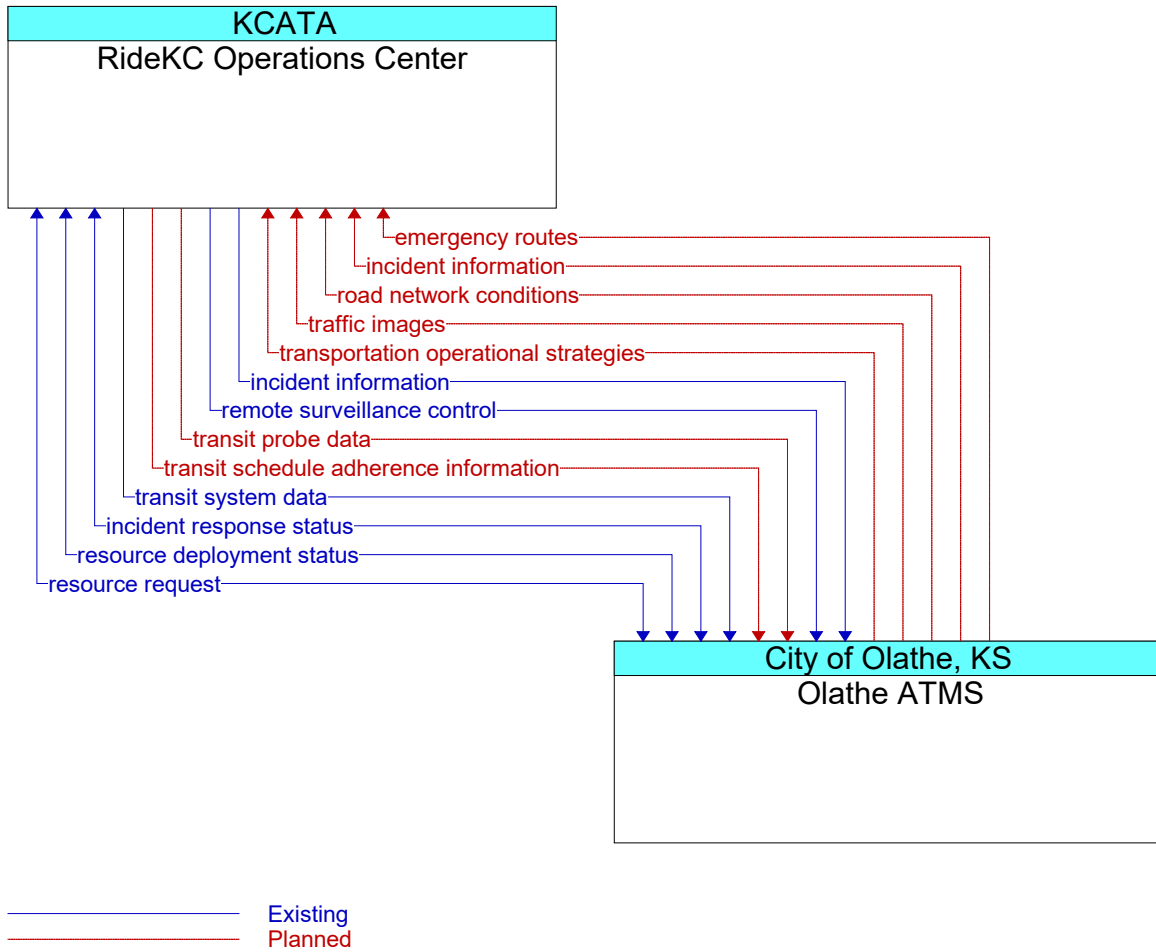 KCATA
RideKC Operations Center
emergency routes
incident information
road network conditions
traffic images
transportation operational strategies
incident information
remote surveillance control
transit probe data
transit schedule adherence information
transit system data
incident response status
resource deployment status
resource request
City of Olathe, KS
Olathe ATMS
Existing
Planned